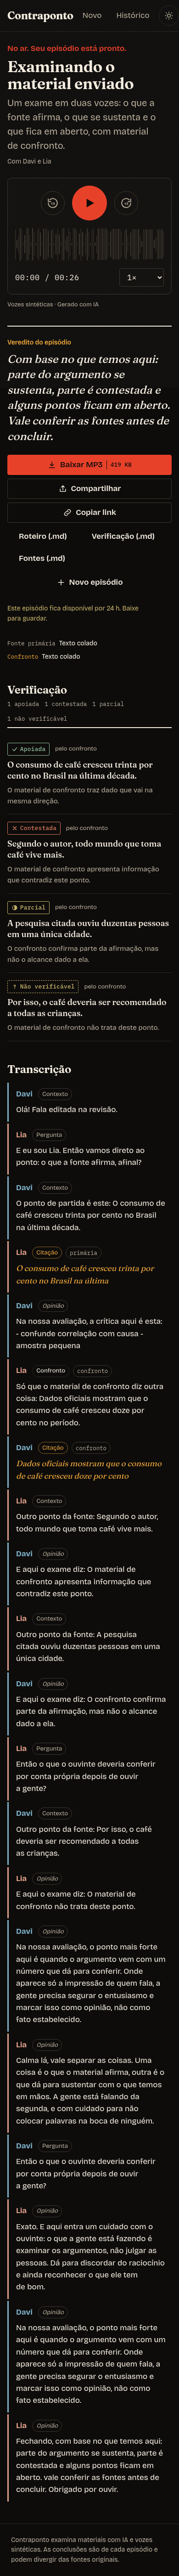 Contraponto Novo Histórico
No ar. Seu episódio está pronto.
Examinando o
material enviado
Um exame em duas vozes: o que a
fonte afirma, o que se sustenta e o
que fica em aberto, com material
de confronto.
Com Davi e Lia
00:00 / 00:26 1×
Vozes sintéticas · Gerado com IA
Veredito do episódio
Com base no que temos aqui:
parte do argumento se
sustenta, parte é contestada e
alguns pontos ficam em aberto.
Vale conferir as fontes antes de
concluir.
Baixar MP3 | 419 KB
Compartilhar
Copiar link
Roteiro (.md) Verificação (.md)
Fontes (.md)
Novo episódio
Este episódio fica disponível por 24 h. Baixe
para guardar.
Fonte primária Texto colado
Confronto Texto colado
Verificação
1 apoiada 1 contestada 1 parcial
1 não verificável
Apoiada pelo confronto
O consumo de café cresceu trinta por
cento no Brasil na última década.
O material de confronto traz dado que vai na
mesma direção.
Contestada pelo confronto
Segundo o autor, todo mundo que toma
café vive mais.
O material de confronto apresenta informação
que contradiz este ponto.
Parcial pelo confronto
A pesquisa citada ouviu duzentas pessoas
em uma única cidade.
O confronto confirma parte da afirmação, mas
não o alcance dado a ela.
? Não verificável pelo confronto
Por isso, o café deveria ser recomendado
a todas as crianças.
O material de confronto não trata deste ponto.
Transcrição
Davi Contexto
Olá! Fala editada na revisão.
Lia Pergunta
E eu sou Lia. Então vamos direto ao
ponto: o que a fonte afirma, afinal?
Davi Contexto
O ponto de partida é este: O consumo de
café cresceu trinta por cento no Brasil
na última década.
Lia Citação primária
O consumo de café cresceu trinta por
cento no Brasil na última
Davi Opinião
Na nossa avaliação, a crítica aqui é esta:
- confunde correlação com causa -
amostra pequena
Lia Confronto confronto
Só que o material de confronto diz outra
coisa: Dados oficiais mostram que o
consumo de café cresceu doze por
cento no período.
Davi Citação confronto
Dados oficiais mostram que o consumo
de café cresceu doze por cento
Lia Contexto
Outro ponto da fonte: Segundo o autor,
todo mundo que toma café vive mais.
Davi Opinião
E aqui o exame diz: O material de
confronto apresenta informação que
contradiz este ponto.
Lia Contexto
Outro ponto da fonte: A pesquisa
citada ouviu duzentas pessoas em uma
única cidade.
Davi Opinião
E aqui o exame diz: O confronto confirma
parte da afirmação, mas não o alcance
dado a ela.
Lia Pergunta
Então o que o ouvinte deveria conferir
por conta própria depois de ouvir
a gente?
Davi Contexto
Outro ponto da fonte: Por isso, o café
deveria ser recomendado a todas
as crianças.
Lia Opinião
E aqui o exame diz: O material de
confronto não trata deste ponto.
Davi Opinião
Na nossa avaliação, o ponto mais forte
aqui é quando o argumento vem com um
número que dá para conferir. Onde
aparece só a impressão de quem fala, a
gente precisa segurar o entusiasmo e
marcar isso como opinião, não como
fato estabelecido.
Lia Opinião
Calma lá, vale separar as coisas. Uma
coisa é o que o material afirma, outra é o
que dá para sustentar com o que temos
em mãos. A gente está falando da
segunda, e com cuidado para não
colocar palavras na boca de ninguém.
Davi Pergunta
Então o que o ouvinte deveria conferir
por conta própria depois de ouvir
a gente?
Lia Opinião
Exato. E aqui entra um cuidado com o
ouvinte: o que a gente está fazendo é
examinar os argumentos, não julgar as
pessoas. Dá para discordar do raciocínio
e ainda reconhecer o que ele tem
de bom.
Davi Opinião
Na nossa avaliação, o ponto mais forte
aqui é quando o argumento vem com um
número que dá para conferir. Onde
aparece só a impressão de quem fala, a
gente precisa segurar o entusiasmo e
marcar isso como opinião, não como
fato estabelecido.
Lia Opinião
Fechando, com base no que temos aqui:
parte do argumento se sustenta, parte é
contestada e alguns pontos ficam em
aberto. vale conferir as fontes antes de
concluir. Obrigado por ouvir.
Contraponto examina materiais com IA e vozes
sintéticas. As conclusões são de cada episódio e
podem divergir das fontes originais.